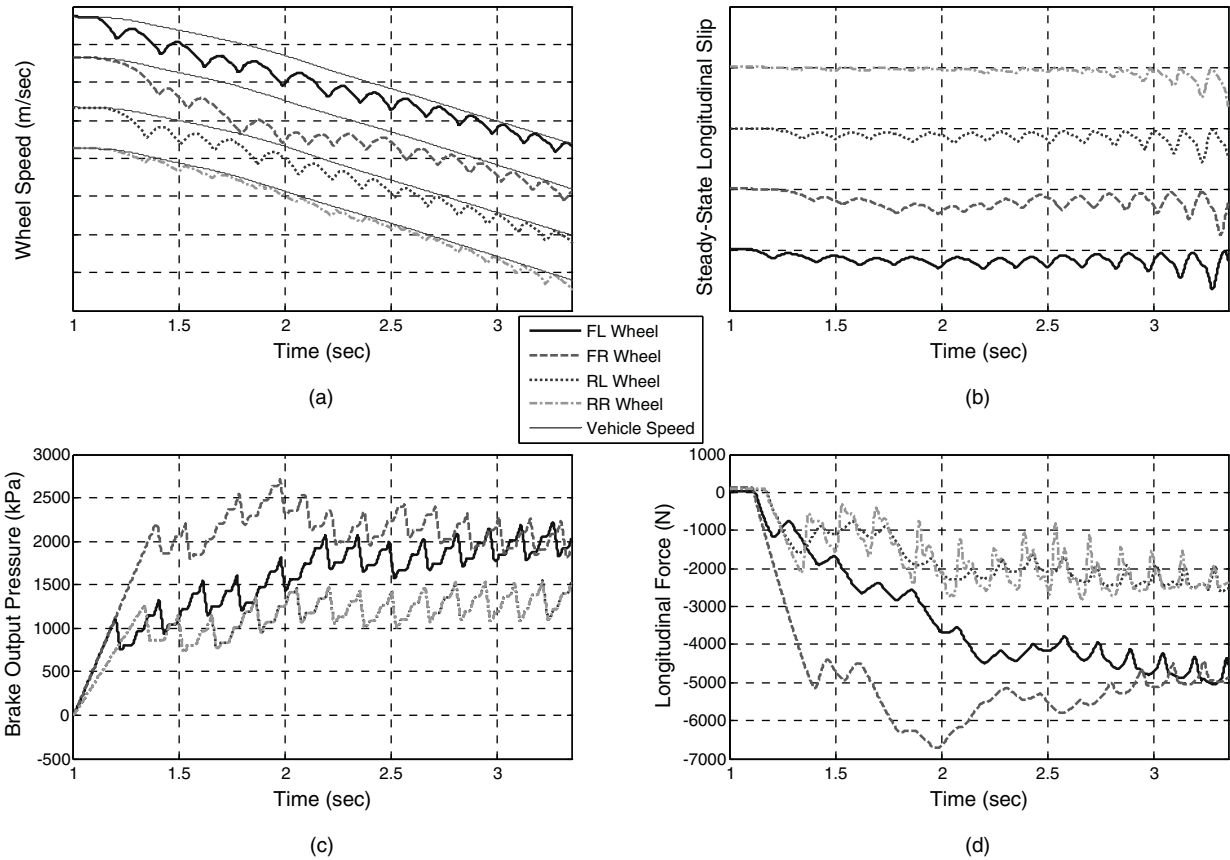 Wheel Speed (m/sec)
1 1.5 2 2.5 3
Time (sec)
(a)
Steady-State Longitudinal Slip
1 1.5 2 2.5 3
Time (sec)
(b)
FL Wheel
FR Wheel
RL Wheel
RR Wheel
Vehicle Speed
Brake Output Pressure (kPa)
3000
2500
2000
1500
1000
500
0
-500
1 1.5 2 2.5 3
Time (sec)
(c)
Longitudinal Force (N)
1000
0
-1000
-2000
-3000
-4000
-5000
-6000
-7000
1 1.5 2 2.5 3
Time (sec)
(d)